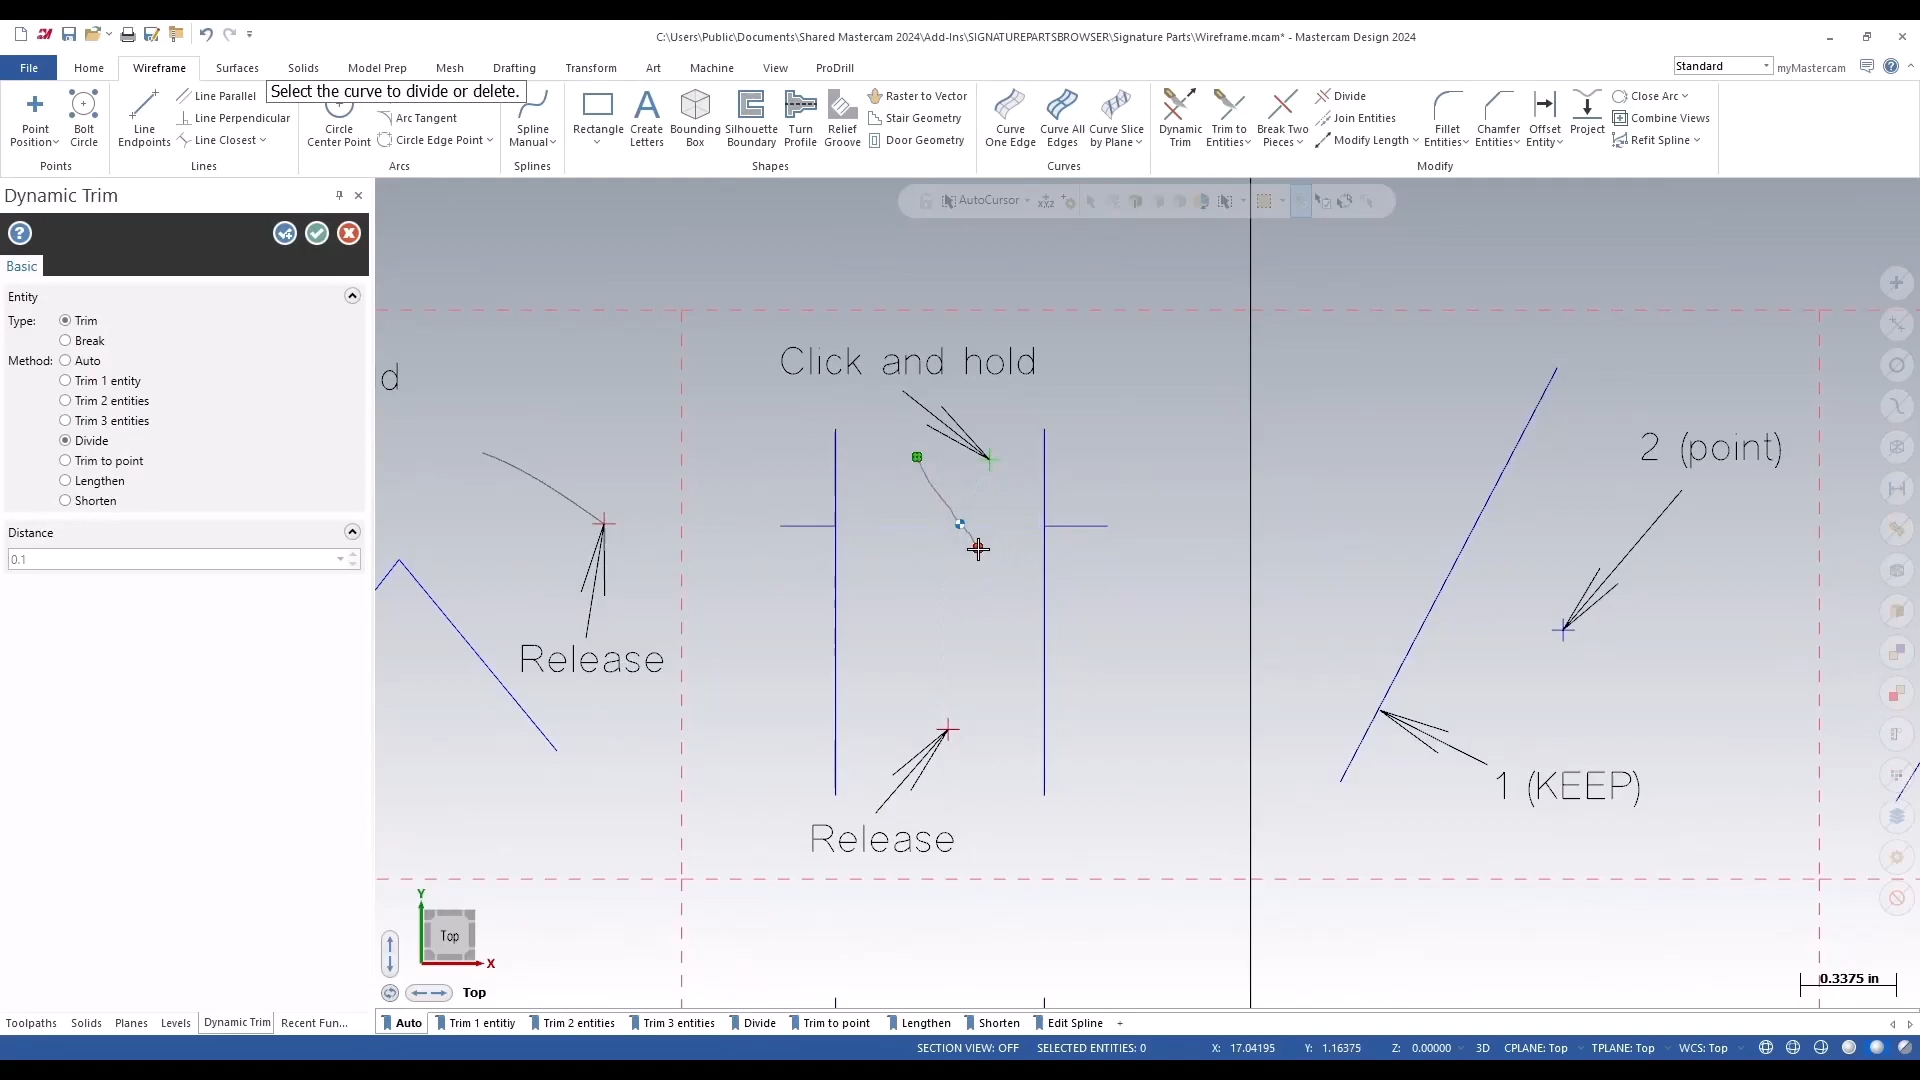 C:\Users\Public\Documents\Shared Mastercam 2024\Add-Ins\SIGNATUREPARTSBROWSER\Signature Parts\Wireframe.mcam* - Mastercam Design 2024
File Home Wireframe Surfaces Solids Model Prep Mesh Drafting Transform Art Machine View ProDrill
Standard myMastercam
Select the curve to divide or delete.
Point Position
Bolt Circle
Points
Line Endpoints
Line Parallel
Line Perpendicular
Line Closest
Lines
Circle Center Point
Arc Tangent
Circle Edge Point
Arcs
Spline Manual
Splines
Rectangle
Create Letters
Bounding Box
Silhouette Boundary
Turn Profile
Relief Groove
Raster to Vector
Stair Geometry
Door Geometry
Shapes
Curve One Edge
Curve All Edges
Curve Slice by Plane
Curves
Dynamic Trim
Trim to Entities
Break Two Pieces
Divide
Join Entities
Modify Length
Fillet Entities
Chamfer Entities
Offset Entity
Project
Close Arc
Combine Views
Refit Spline
Modify
Dynamic Trim
Basic
Entity
Type: Trim
Break
Method: Auto
Trim 1 entity
Trim 2 entities
Trim 3 entities
Divide
Trim to point
Lengthen
Shorten
Distance
0.1
AutoCursor
XYZ
d
Click and hold
Release
Release
2 (point)
1 (KEEP)
Y
Top
X
Top
0.3375 in
Toolpaths Solids Planes Levels Dynamic Trim Recent Fun...
Auto Trim 1 entitiy Trim 2 entities Trim 3 entities Divide Trim to point Lengthen Shorten Edit Spline +
SECTION VIEW: OFF SELECTED ENTITIES: 0 X: 17.04195 Y: 1.16375 Z: 0.00000 3D CPLANE: Top TPLANE: Top WCS: Top